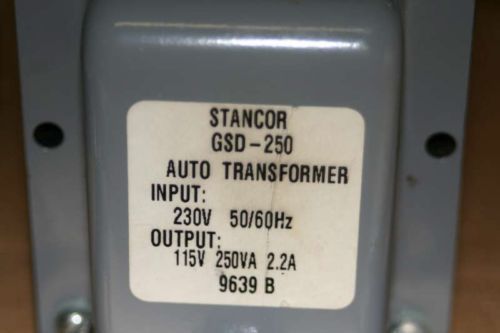 STANCOR
GSD-250
AUTO TRANSFORMER
INPUT:
230V 50/60Hz
OUTPUT:
115V 250VA 2.2A
9639 B